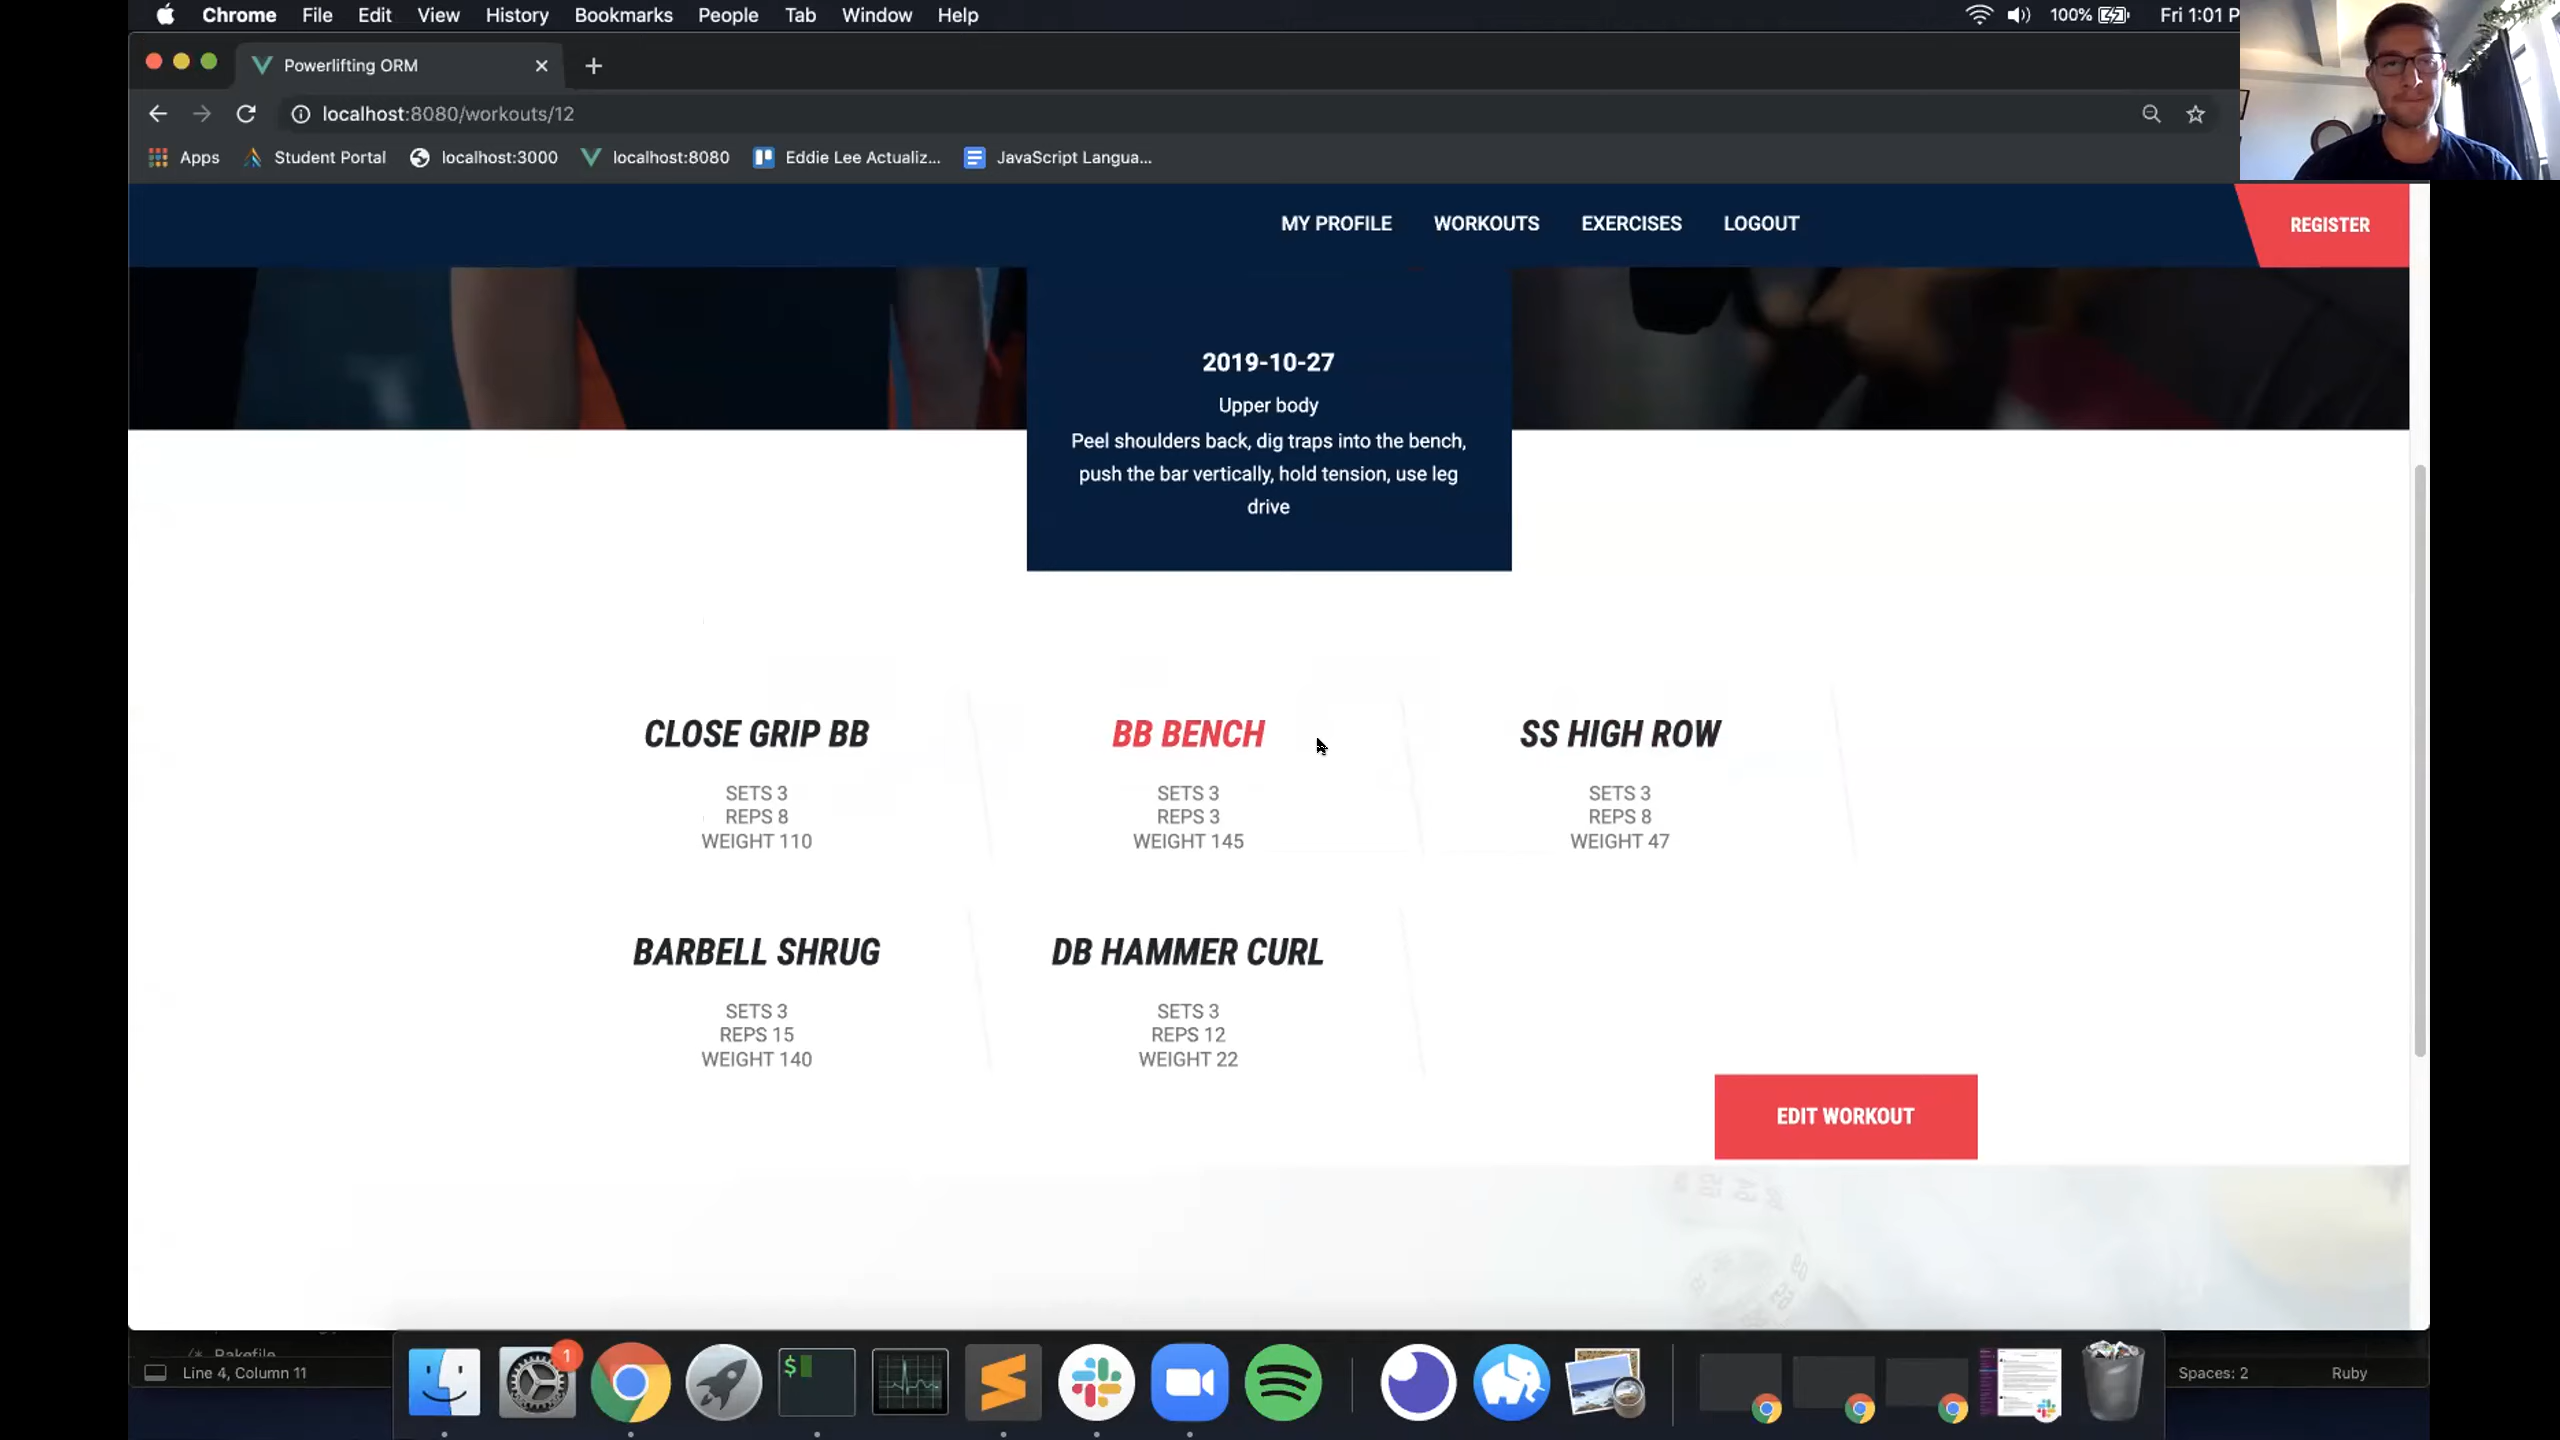 Chrome File Edit View History Bookmarks People Tab Window Help 100% Fri 1:01 P
Powerlifting ORM
localhost:8080/workouts/12
Apps Student Portal localhost:3000 localhost:8080 Eddie Lee Actualiz... JavaScript Langua...
MY PROFILE WORKOUTS EXERCISES LOGOUT REGISTER
2019-10-27
Upper body
Peel shoulders back, dig traps into the bench,
push the bar vertically, hold tension, use leg
drive
CLOSE GRIP BB
SETS 3
REPS 8
WEIGHT 110
BB BENCH
SETS 3
REPS 3
WEIGHT 145
SS HIGH ROW
SETS 3
REPS 8
WEIGHT 47
BARBELL SHRUG
SETS 3
REPS 15
WEIGHT 140
DB HAMMER CURL
SETS 3
REPS 12
WEIGHT 22
EDIT WORKOUT
/* Rakefile
Line 4, Column 11
1
$
Spaces: 2 Ruby